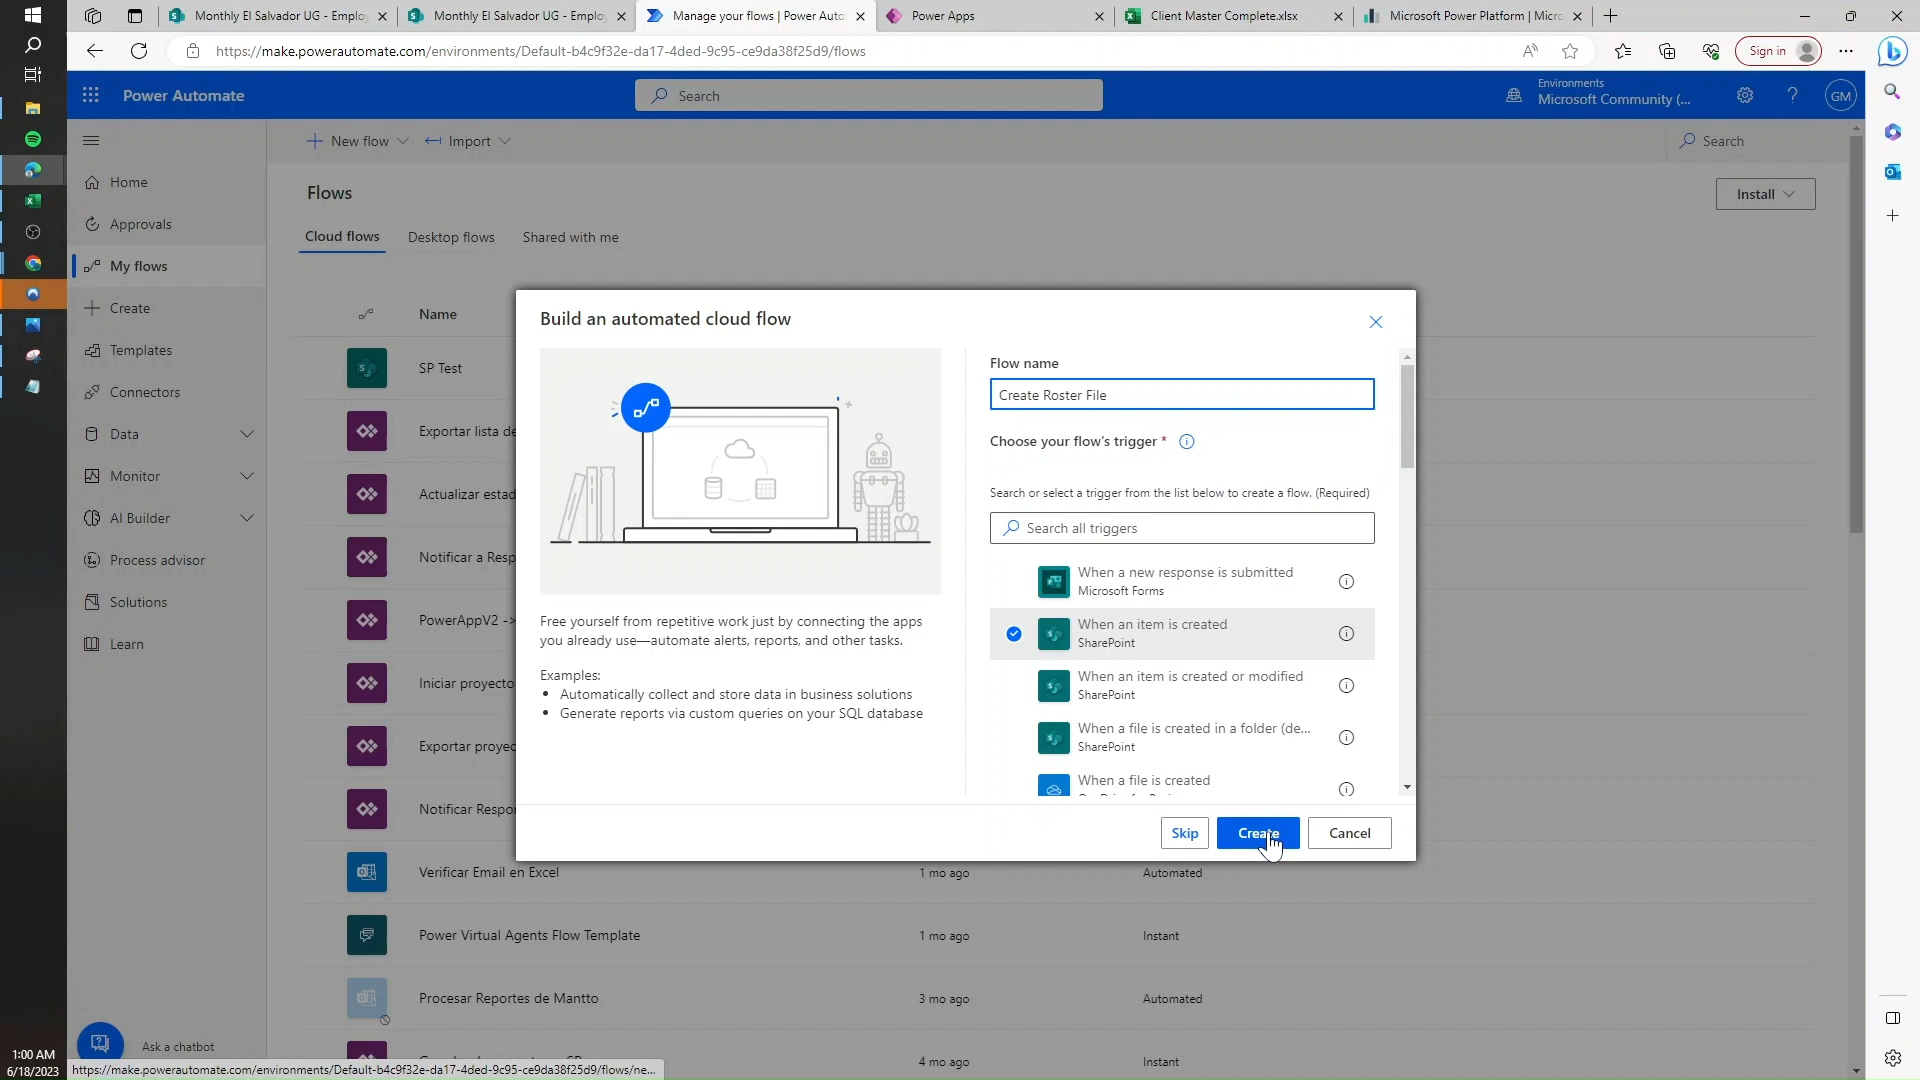 Monthly El Salvador UG - Employ
Monthly El Salvador UG - Employ
Manage your flows | Power Auto
Power Apps
Client Master Complete.xlsx
Microsoft Power Platform | Micro
https://make.powerautomate.com/environments/Default-b4c9f32e-da17-4ded-9c95-ce9da38f25d9/flows
Sign in
Power Automate
Search
Environments
Microsoft Community (...
GM
New flow
Import
Search
Home
Approvals
My flows
Create
Templates
Connectors
Data
Monitor
AI Builder
Process advisor
Solutions
Learn
Ask a chatbot
Flows
Install
Cloud flows
Desktop flows
Shared with me
Name
SP Test
Exportar lista de
Actualizar estad
Notificar a Resp
PowerAppV2 ->
Iniciar proyecto
Exportar proyec
Notificar Respo
Verificar Email en Excel
1 mo ago
Automated
Power Virtual Agents Flow Template
1 mo ago
Instant
Procesar Reportes de Mantto
3 mo ago
Automated
4 mo ago
Instant
Build an automated cloud flow
Free yourself from repetitive work just by connecting the apps
you already use—automate alerts, reports, and other tasks.
Examples:
• Automatically collect and store data in business solutions
• Generate reports via custom queries on your SQL database
Flow name
Create Roster File
Choose your flow's trigger *
Search or select a trigger from the list below to create a flow. (Required)
Search all triggers
When a new response is submitted
Microsoft Forms
When an item is created
SharePoint
When an item is created or modified
SharePoint
When a file is created in a folder (de...
SharePoint
When a file is created
Skip
Create
Cancel
1:00 AM
6/18/2023
https://make.powerautomate.com/environments/Default-b4c9f32e-da17-4ded-9c95-ce9da38f25d9/flows/ne...